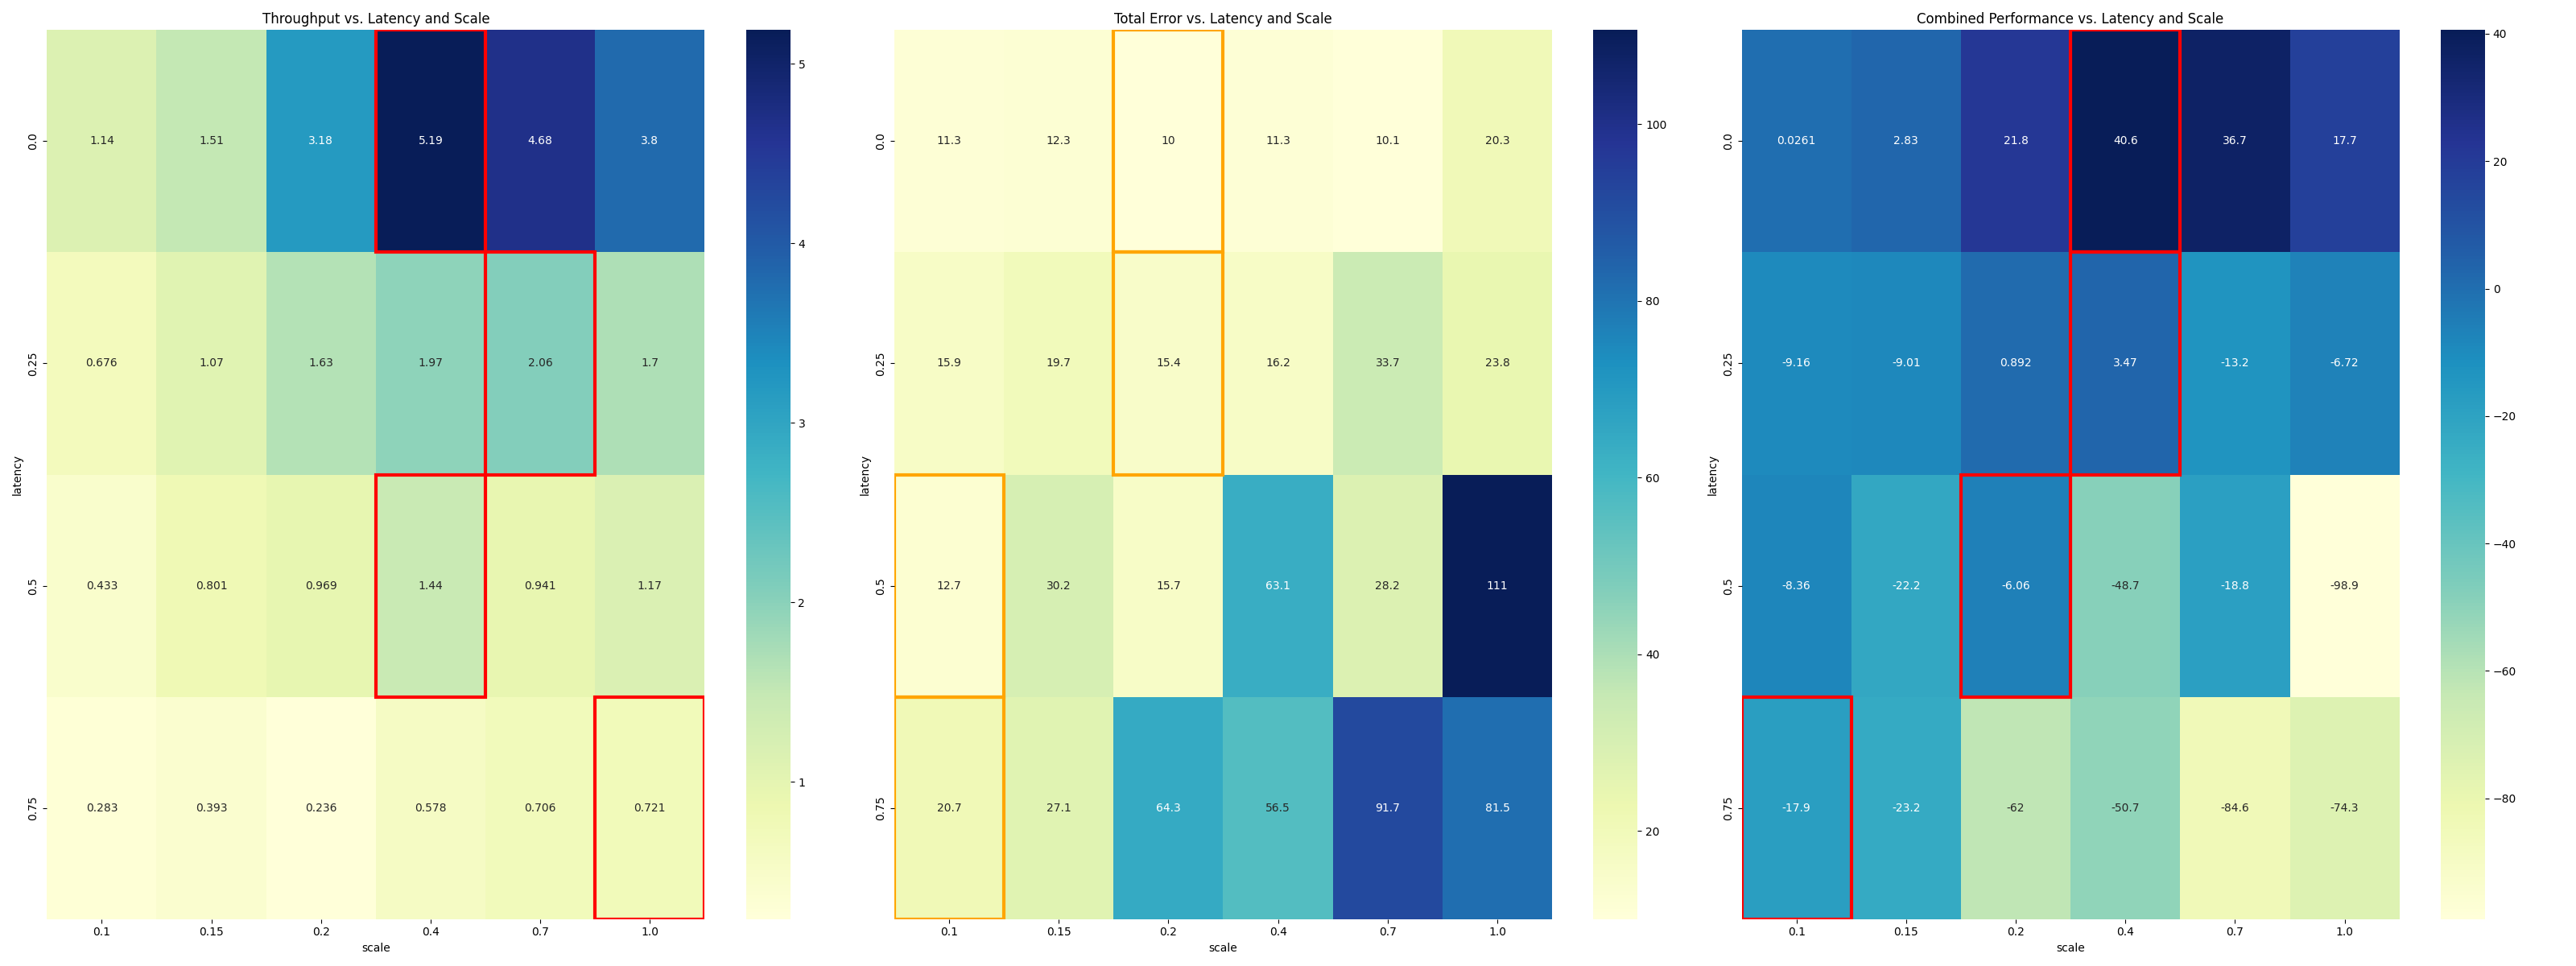 Throughput vs. Latency and Scale
0.0 1.14 1.51 3.18 5.19 4.68 3.8
0.25 0.676 1.07 1.63 1.97 2.06 1.7
0.5 0.433 0.801 0.969 1.44 0.941 1.17
0.75 0.283 0.393 0.236 0.578 0.706 0.721
latency
0.1 0.15 0.2 0.4 0.7 1.0
scale
5
4
3
2
1
Total Error vs. Latency and Scale
0.0 11.3 12.3 10 11.3 10.1 20.3
0.25 15.9 19.7 15.4 16.2 33.7 23.8
0.5 12.7 30.2 15.7 63.1 28.2 111
0.75 20.7 27.1 64.3 56.5 91.7 81.5
latency
0.1 0.15 0.2 0.4 0.7 1.0
scale
100
80
60
40
20
Combined Performance vs. Latency and Scale
0.0 0.0261 2.83 21.8 40.6 36.7 17.7
0.25 -9.16 -9.01 0.892 3.47 -13.2 -6.72
0.5 -8.36 -22.2 -6.06 -48.7 -18.8 -98.9
0.75 -17.9 -23.2 -62 -50.7 -84.6 -74.3
latency
0.1 0.15 0.2 0.4 0.7 1.0
scale
40
20
0
−20
−40
−60
−80